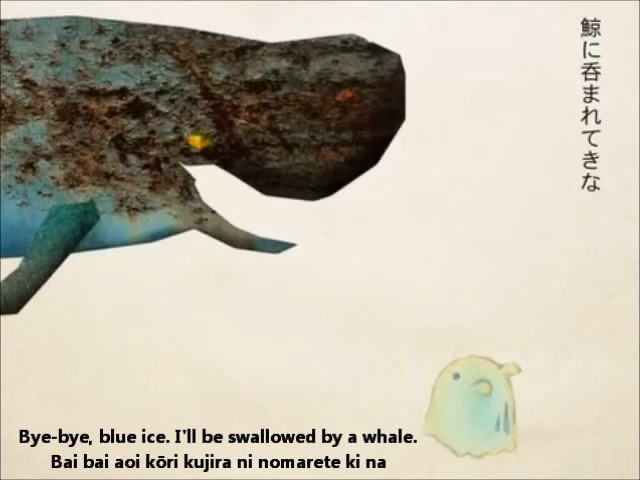 鯨に呑まれてきな
Bye-bye, blue ice. I'll be swallowed by a whale.
Bai bai aoi kōri kujira ni nomarete ki na